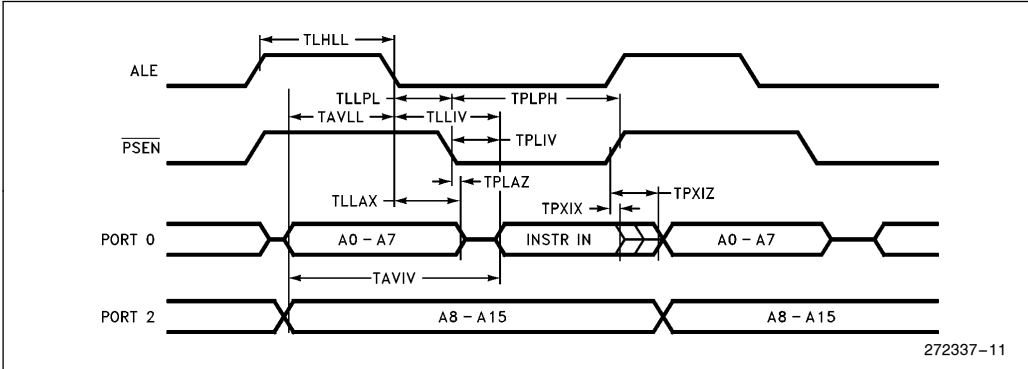 TLHLL
ALE
TLLPL TPLPH
TAVLL TLLIV
PSEN TPLIV
TPLAZ
TLLAX TPXIZ
TPXIX
PORT 0 A0 – A7 INSTR IN A0 – A7
TAVIV
PORT 2 A8 – A15 A8 – A15
272337–11